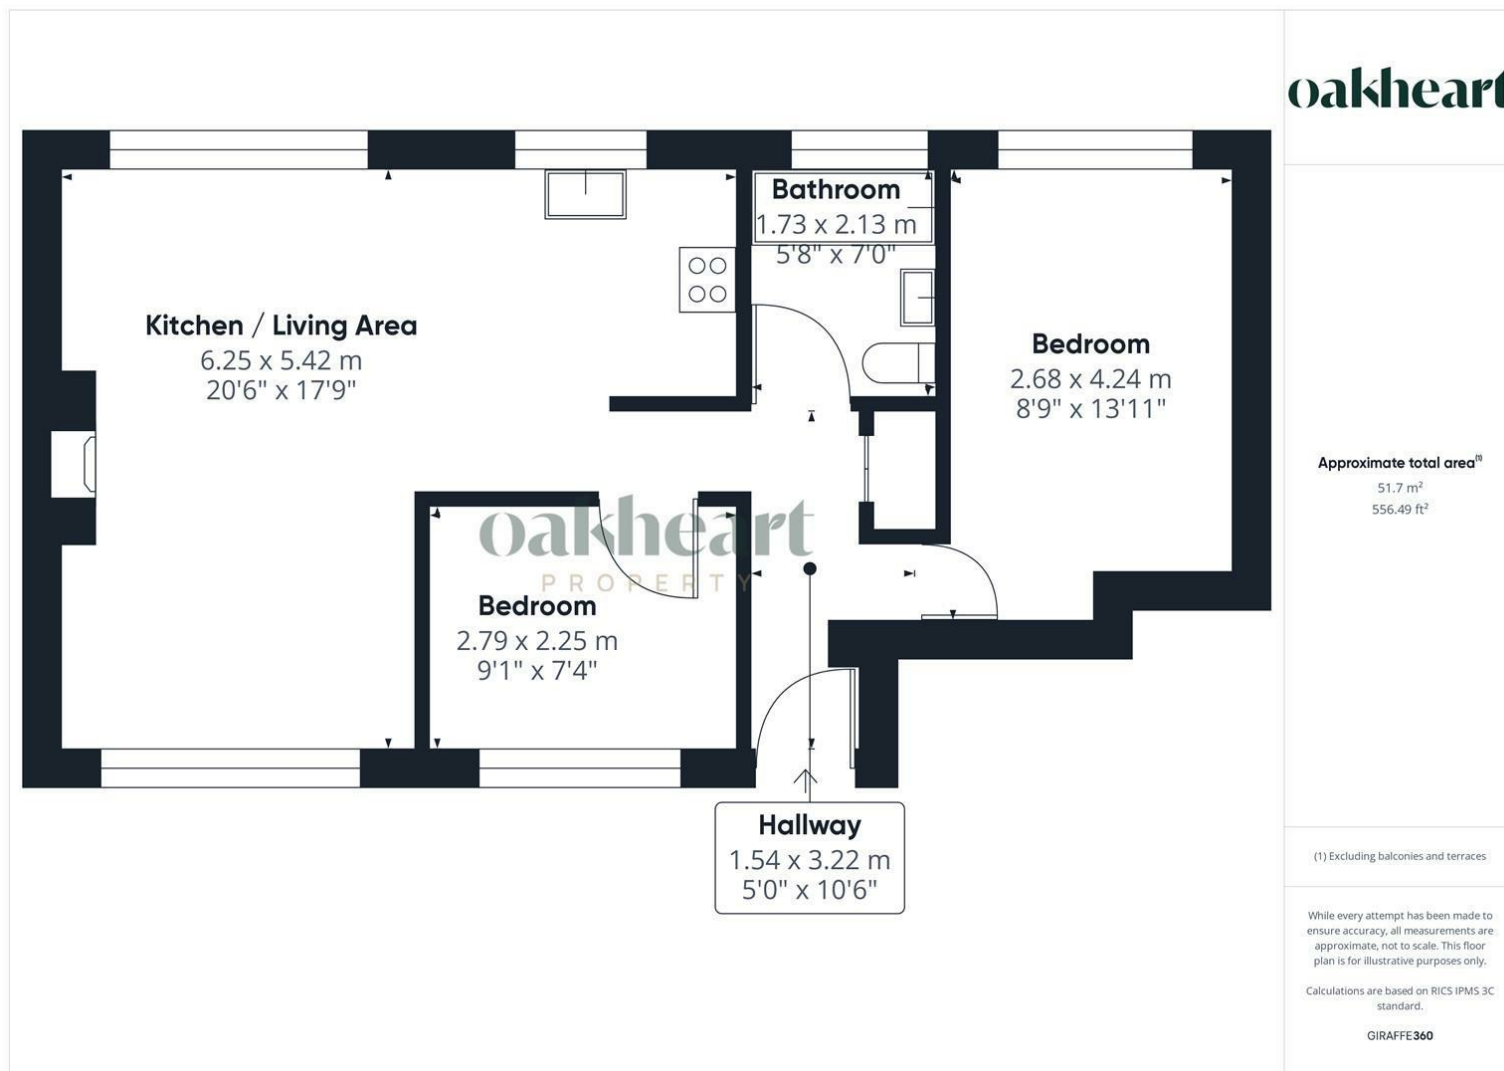 oakheart
Kitchen / Living Area
6.25 x 5.42 m
20'6" x 17'9"
Bathroom
1.73 x 2.13 m
5'8" x 7'0"
Bedroom
2.68 x 4.24 m
8'9" x 13'11"
oakheart
PROPERTY
Bedroom
2.79 x 2.25 m
9'1" x 7'4"
Hallway
1.54 x 3.22 m
5'0" x 10'6"
Approximate total area(1)
51.7 m²
556.49 ft²
(1) Excluding balconies and terraces
While every attempt has been made to
ensure accuracy, all measurements are
approximate, not to scale. This floor
plan is for illustrative purposes only.
Calculations are based on RICS IPMS 3C
standard.
GIRAFFE360